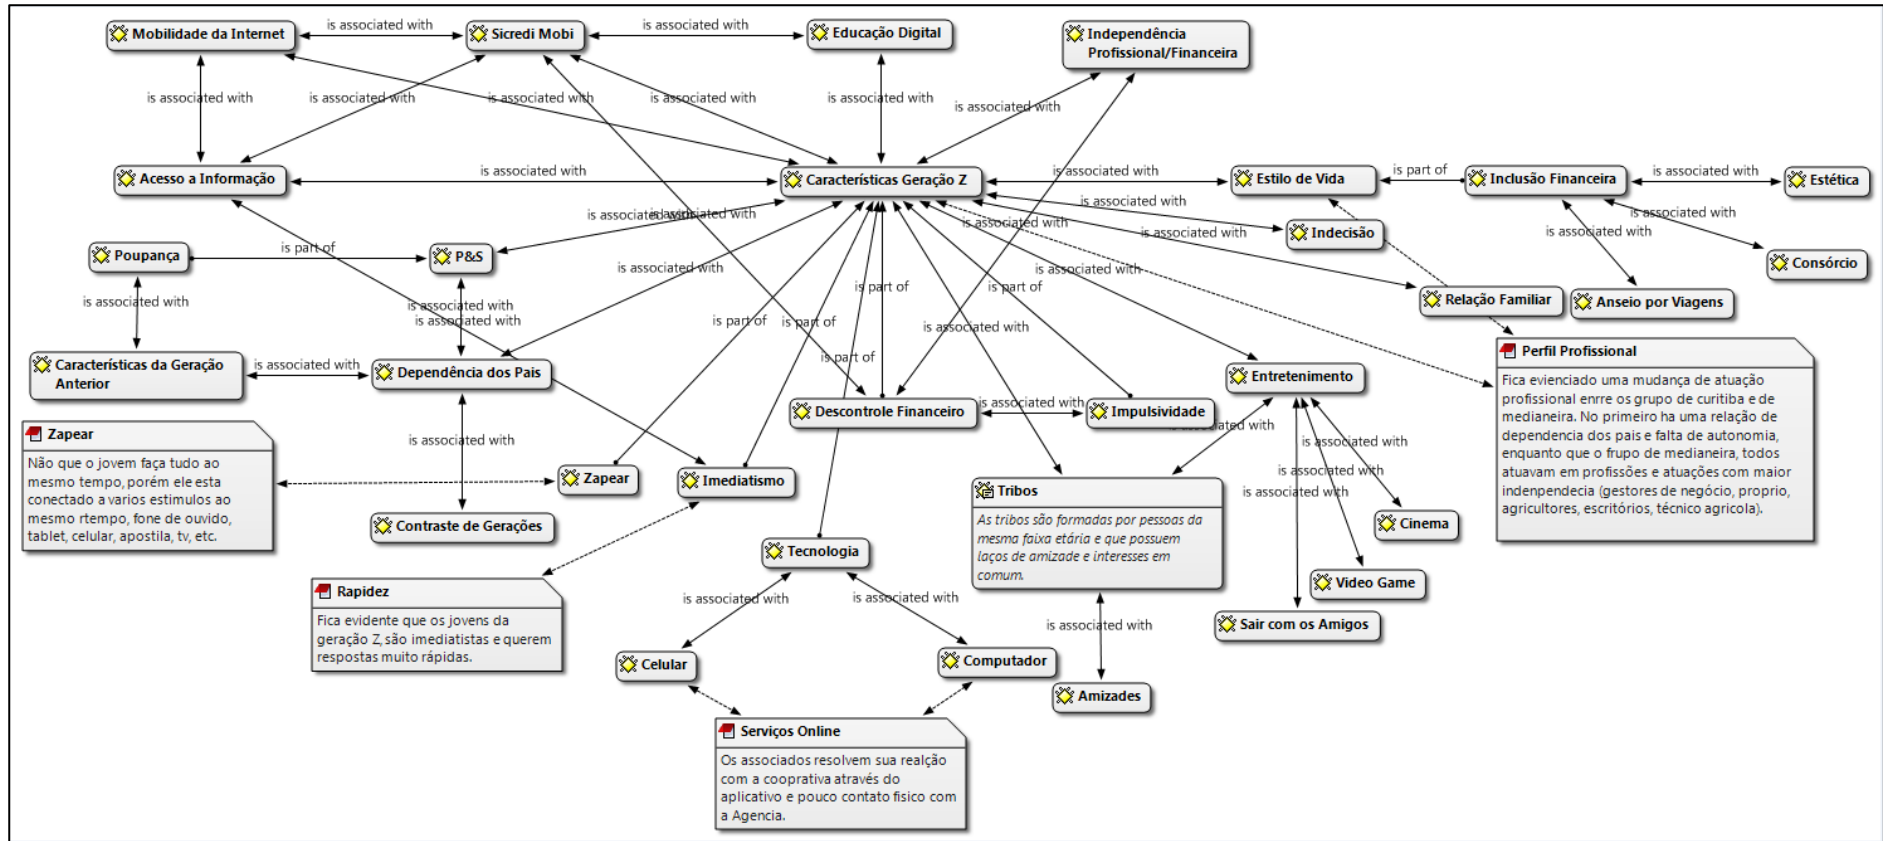 Mobilidade da Internet
is associated with
Sicredi Mobi
is associated with
Educação Digital
Independência
Profissional/Financeira
is associated with
is associated with
is associated with
is associated with
is associated with
is associated with
Acesso a Informação
is associated with
Características Geração Z
is associated with
Estilo de Vida
is part of
Inclusão Financeira
is associated with
Estética
is associated with
is associated with
is associated with
is associated with
is associated with
is associated with
Indecisão
Poupança
is part of
P&S
is associated with
is associated with
Consórcio
is associated with
is associated with
is associated with
is part of
is part of
is part of
is part of
is associated with
Relação Familiar
Anseio por Viagens
is associated with
is part of
Características da Geração
Anterior
is associated with
Dependência dos Pais
Entretenimento
Descontrole Financeiro
is associated with
Impulsividade
is associated with
Perfil Profissional
Fica evienciado uma mudança de atuação
profissional enrre os grupo de curitiba e de
medianeira. No primeiro ha uma relação de
dependencia dos pais e falta de autonomia,
enquanto que o frupo de medianeira, todos
atuavam em profissões e atuações com maior
indenpendecia (gestores de negócio, proprio,
agricultores, escritórios, técnico agricola).
Zapear
Não que o jovem faça tudo ao
mesmo tempo, porém ele esta
conectado a varios estimulos ao
mesmo rtempo, fone de ouvido,
tablet, celular, apostila, tv, etc.
is associated with
Zapear
Imediatismo
is associated with
is associated with
Contraste de Gerações
Tribos
As tribos são formadas por pessoas da
mesma faixa etária e que possuem
laços de amizade e interesses em
comum.
Cinema
Tecnologia
Video Game
Rapidez
Fica evidente que os jovens da
geração Z, são imediatistas e querem
respostas muito rápidas.
is associated with
is associated with
is associated with
Sair com os Amigos
Celular
Computador
Amizades
Serviços Online
Os associados resolvem sua realção
com a cooprativa através do
aplicativo e pouco contato fisico com
a Agencia.